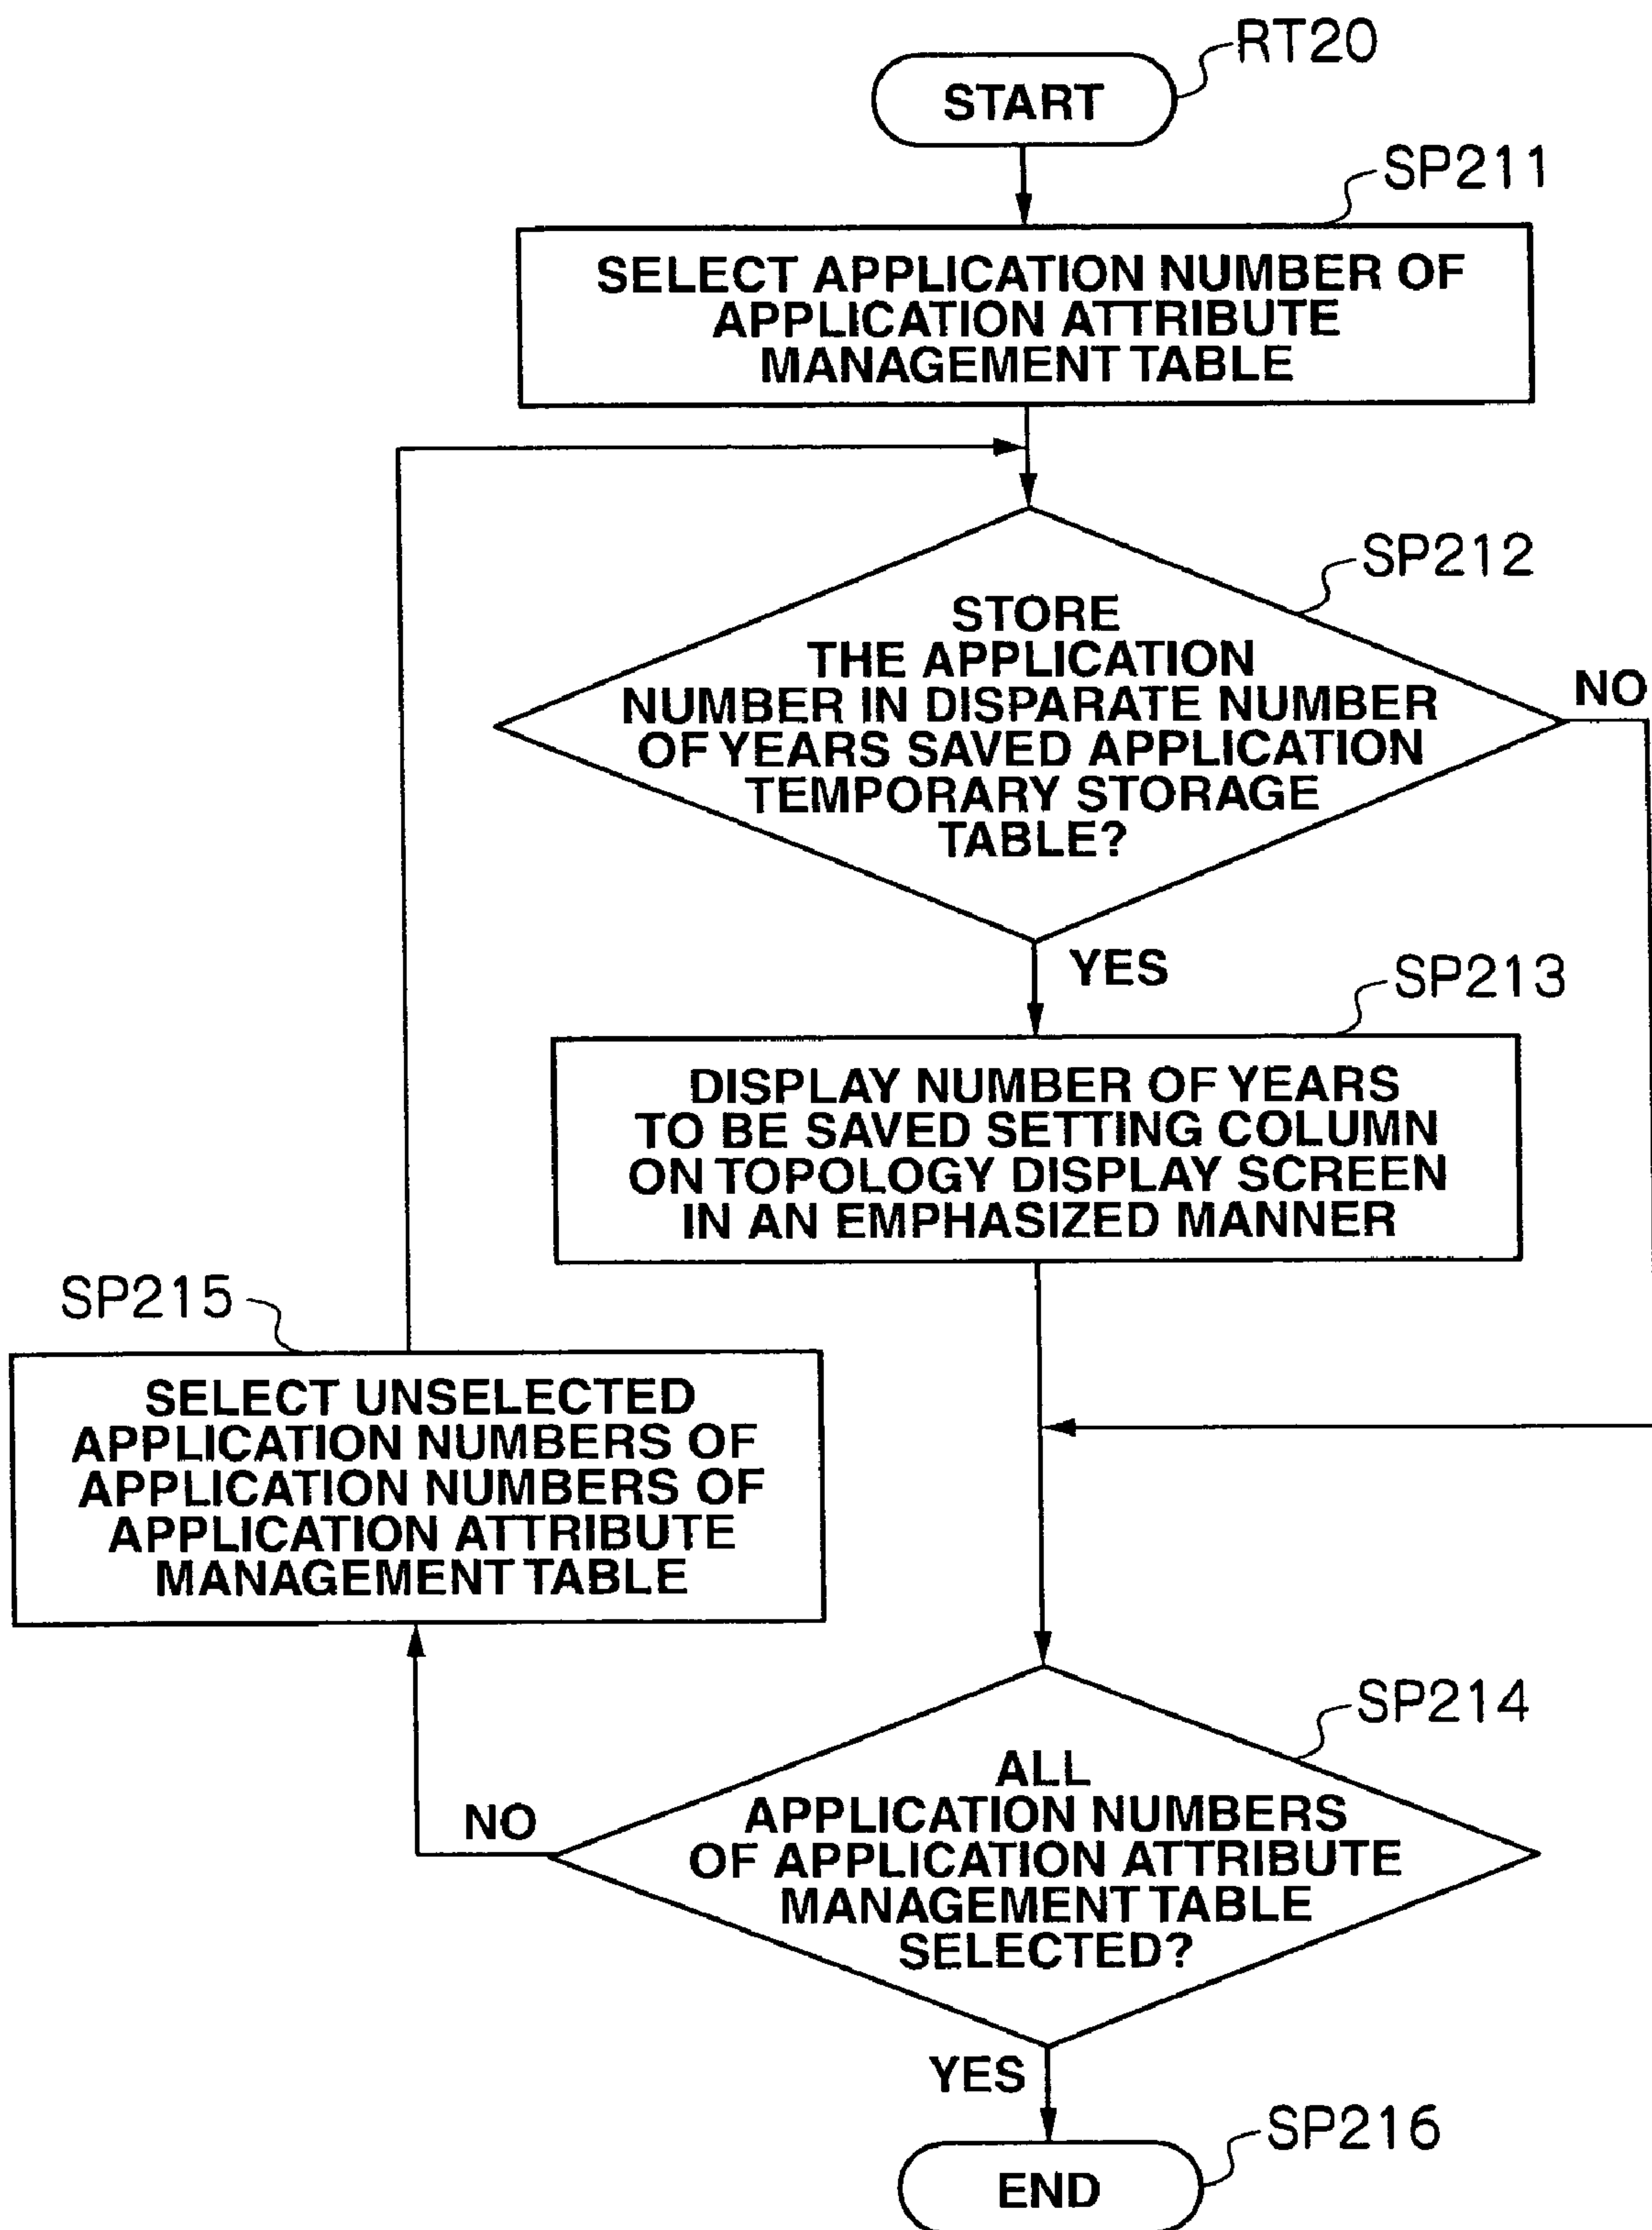 RT20
START
SP211
SELECT APPLICATION NUMBER OF
APPLICATION ATTRIBUTE
MANAGEMENT TABLE
SP212
STORE
THE APPLICATION
NUMBER IN DISPARATE NUMBER
OF YEARS SAVED APPLICATION
TEMPORARY STORAGE
TABLE?
NO
YES
SP213
DISPLAY NUMBER OF YEARS
TO BE SAVED SETTING COLUMN
ON TOPOLOGY DISPLAY SCREEN
IN AN EMPHASIZED MANNER
SP215
SELECT UNSELECTED
APPLICATION NUMBERS OF
APPLICATION NUMBERS OF
APPLICATION ATTRIBUTE
MANAGEMENT TABLE
SP214
ALL
APPLICATION NUMBERS
OF APPLICATION ATTRIBUTE
MANAGEMENT TABLE
SELECTED?
NO
YES
SP216
END